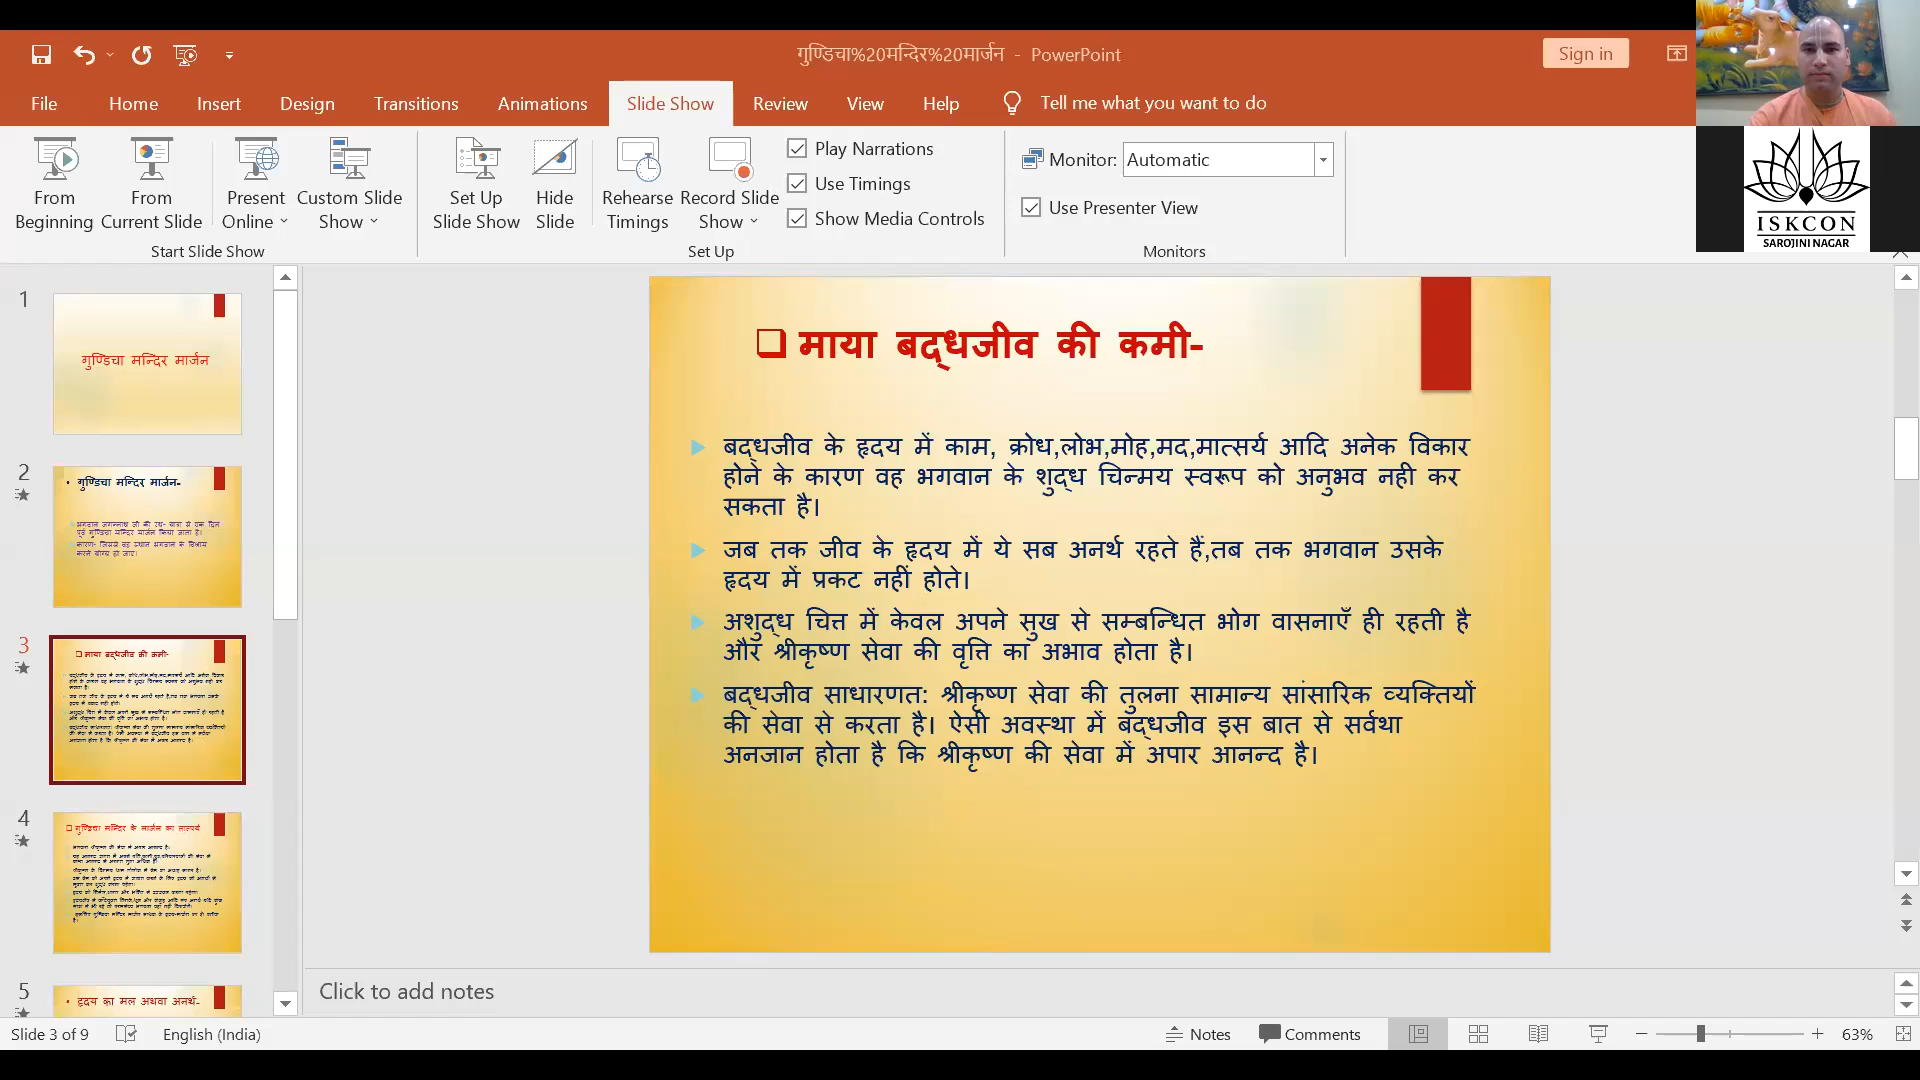 गुण्डिचा%20मन्दिर%20मार्जन - PowerPoint
Sign in
File Home Insert Design Transitions Animations Slide Show Review View Help Tell me what you want to do
From Beginning
From Current Slide
Present Online
Custom Slide Show
Set Up Slide Show
Hide Slide
Rehearse Timings
Record Slide Show
Play Narrations
Use Timings
Show Media Controls
Monitor: Automatic
Use Presenter View
Start Slide Show
Set Up
Monitors
ISKCON
SAROJINI NAGAR
1
गुण्डिचा मन्दिर मार्जन
2
गुण्डिचा मन्दिर मार्जन-
3
माया बद्धजीव की कमी-
4
गुण्डिचा मन्दिर के मार्जन का तात्पर्य
5
हृदय का मल अथवा अनर्थ-
माया बद्धजीव की कमी-
बद्धजीव के हृदय में काम, क्रोध,लोभ,मोह,मद,मात्सर्य आदि अनेक विकार
होने के कारण वह भगवान के शुद्ध चिन्मय स्वरूप को अनुभव नही कर
सकता है।
जब तक जीव के हृदय में ये सब अनर्थ रहते हैं,तब तक भगवान उसके
हृदय में प्रकट नहीं होते।
अशुद्ध चित्त में केवल अपने सुख से सम्बन्धित भोग वासनाएँ ही रहती है
और श्रीकृष्ण सेवा की वृत्ति का अभाव होता है।
बद्धजीव साधारणत: श्रीकृष्ण सेवा की तुलना सामान्य सांसारिक व्यक्तियों
की सेवा से करता है। ऐसी अवस्था में बद्धजीव इस बात से सर्वथा
अनजान होता है कि श्रीकृष्ण की सेवा में अपार आनन्द है।
Click to add notes
Slide 3 of 9
English (India)
Notes
Comments
63%